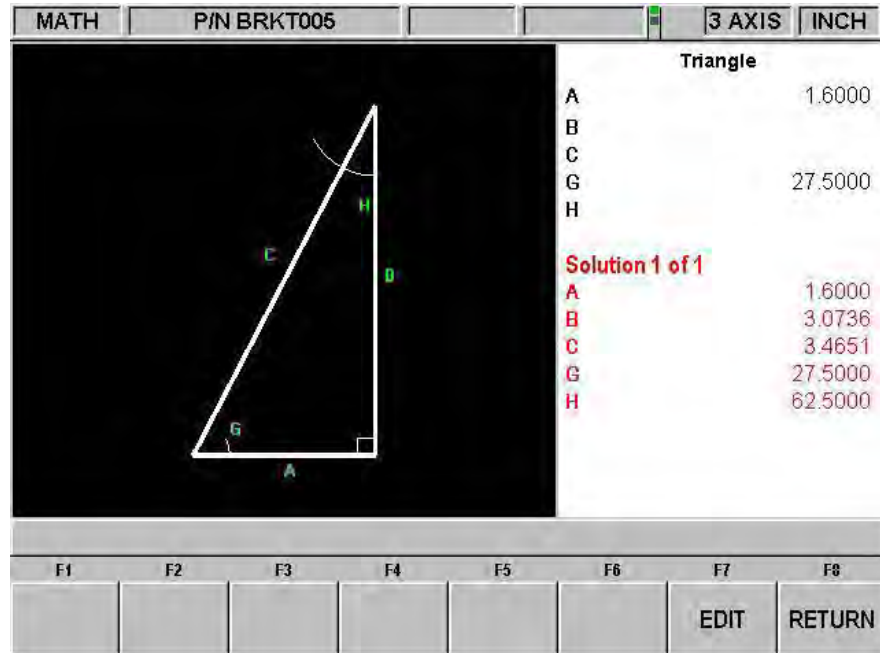 MATH P/N BRKT005 3 AXIS INCH
Triangle
A 1.6000
B
C
G 27.5000
H
Solution 1 of 1
A 1.6000
B 3.0736
C 3.4651
G 27.5000
H 62.5000
H
C
B
G
A
F1 F2 F3 F4 F5 F6 F7 F8
EDIT RETURN